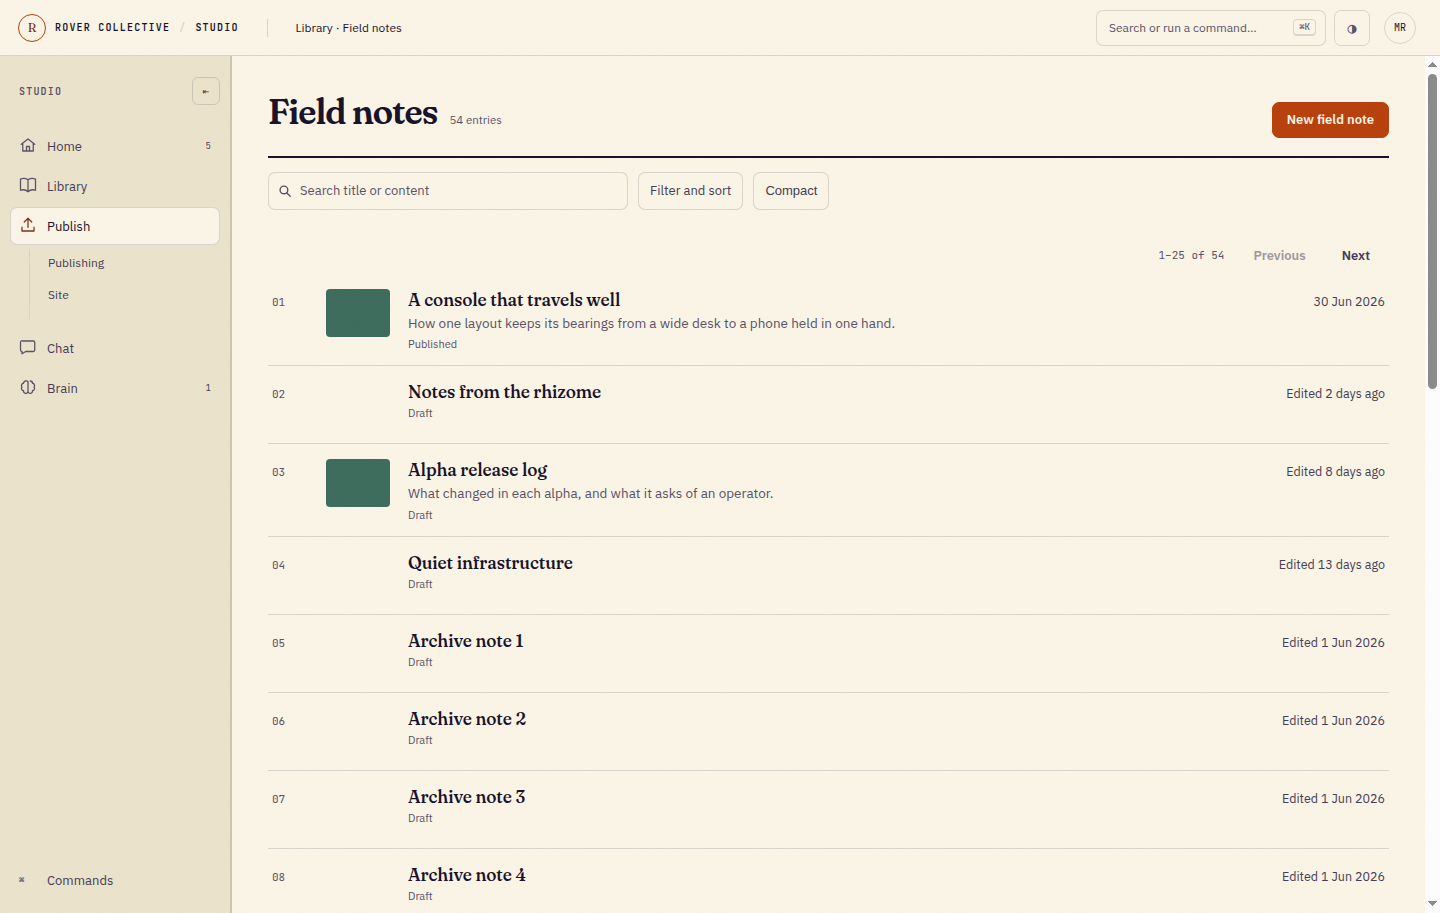 R ROVER COLLECTIVE / STUDIO
Library · Field notes
Search or run a command... ⌘K
MR
STUDIO
Home 5
Library
Publish
Publishing
Site
Chat
Brain 1
⌘ Commands
Field notes 54 entries
New field note
Search title or content
Filter and sort
Compact
1–25 of 54 Previous Next
01 A console that travels well 30 Jun 2026
How one layout keeps its bearings from a wide desk to a phone held in one hand.
Published
02 Notes from the rhizome Edited 2 days ago
Draft
03 Alpha release log Edited 8 days ago
What changed in each alpha, and what it asks of an operator.
Draft
04 Quiet infrastructure Edited 13 days ago
Draft
05 Archive note 1 Edited 1 Jun 2026
Draft
06 Archive note 2 Edited 1 Jun 2026
Draft
07 Archive note 3 Edited 1 Jun 2026
Draft
08 Archive note 4 Edited 1 Jun 2026
Draft